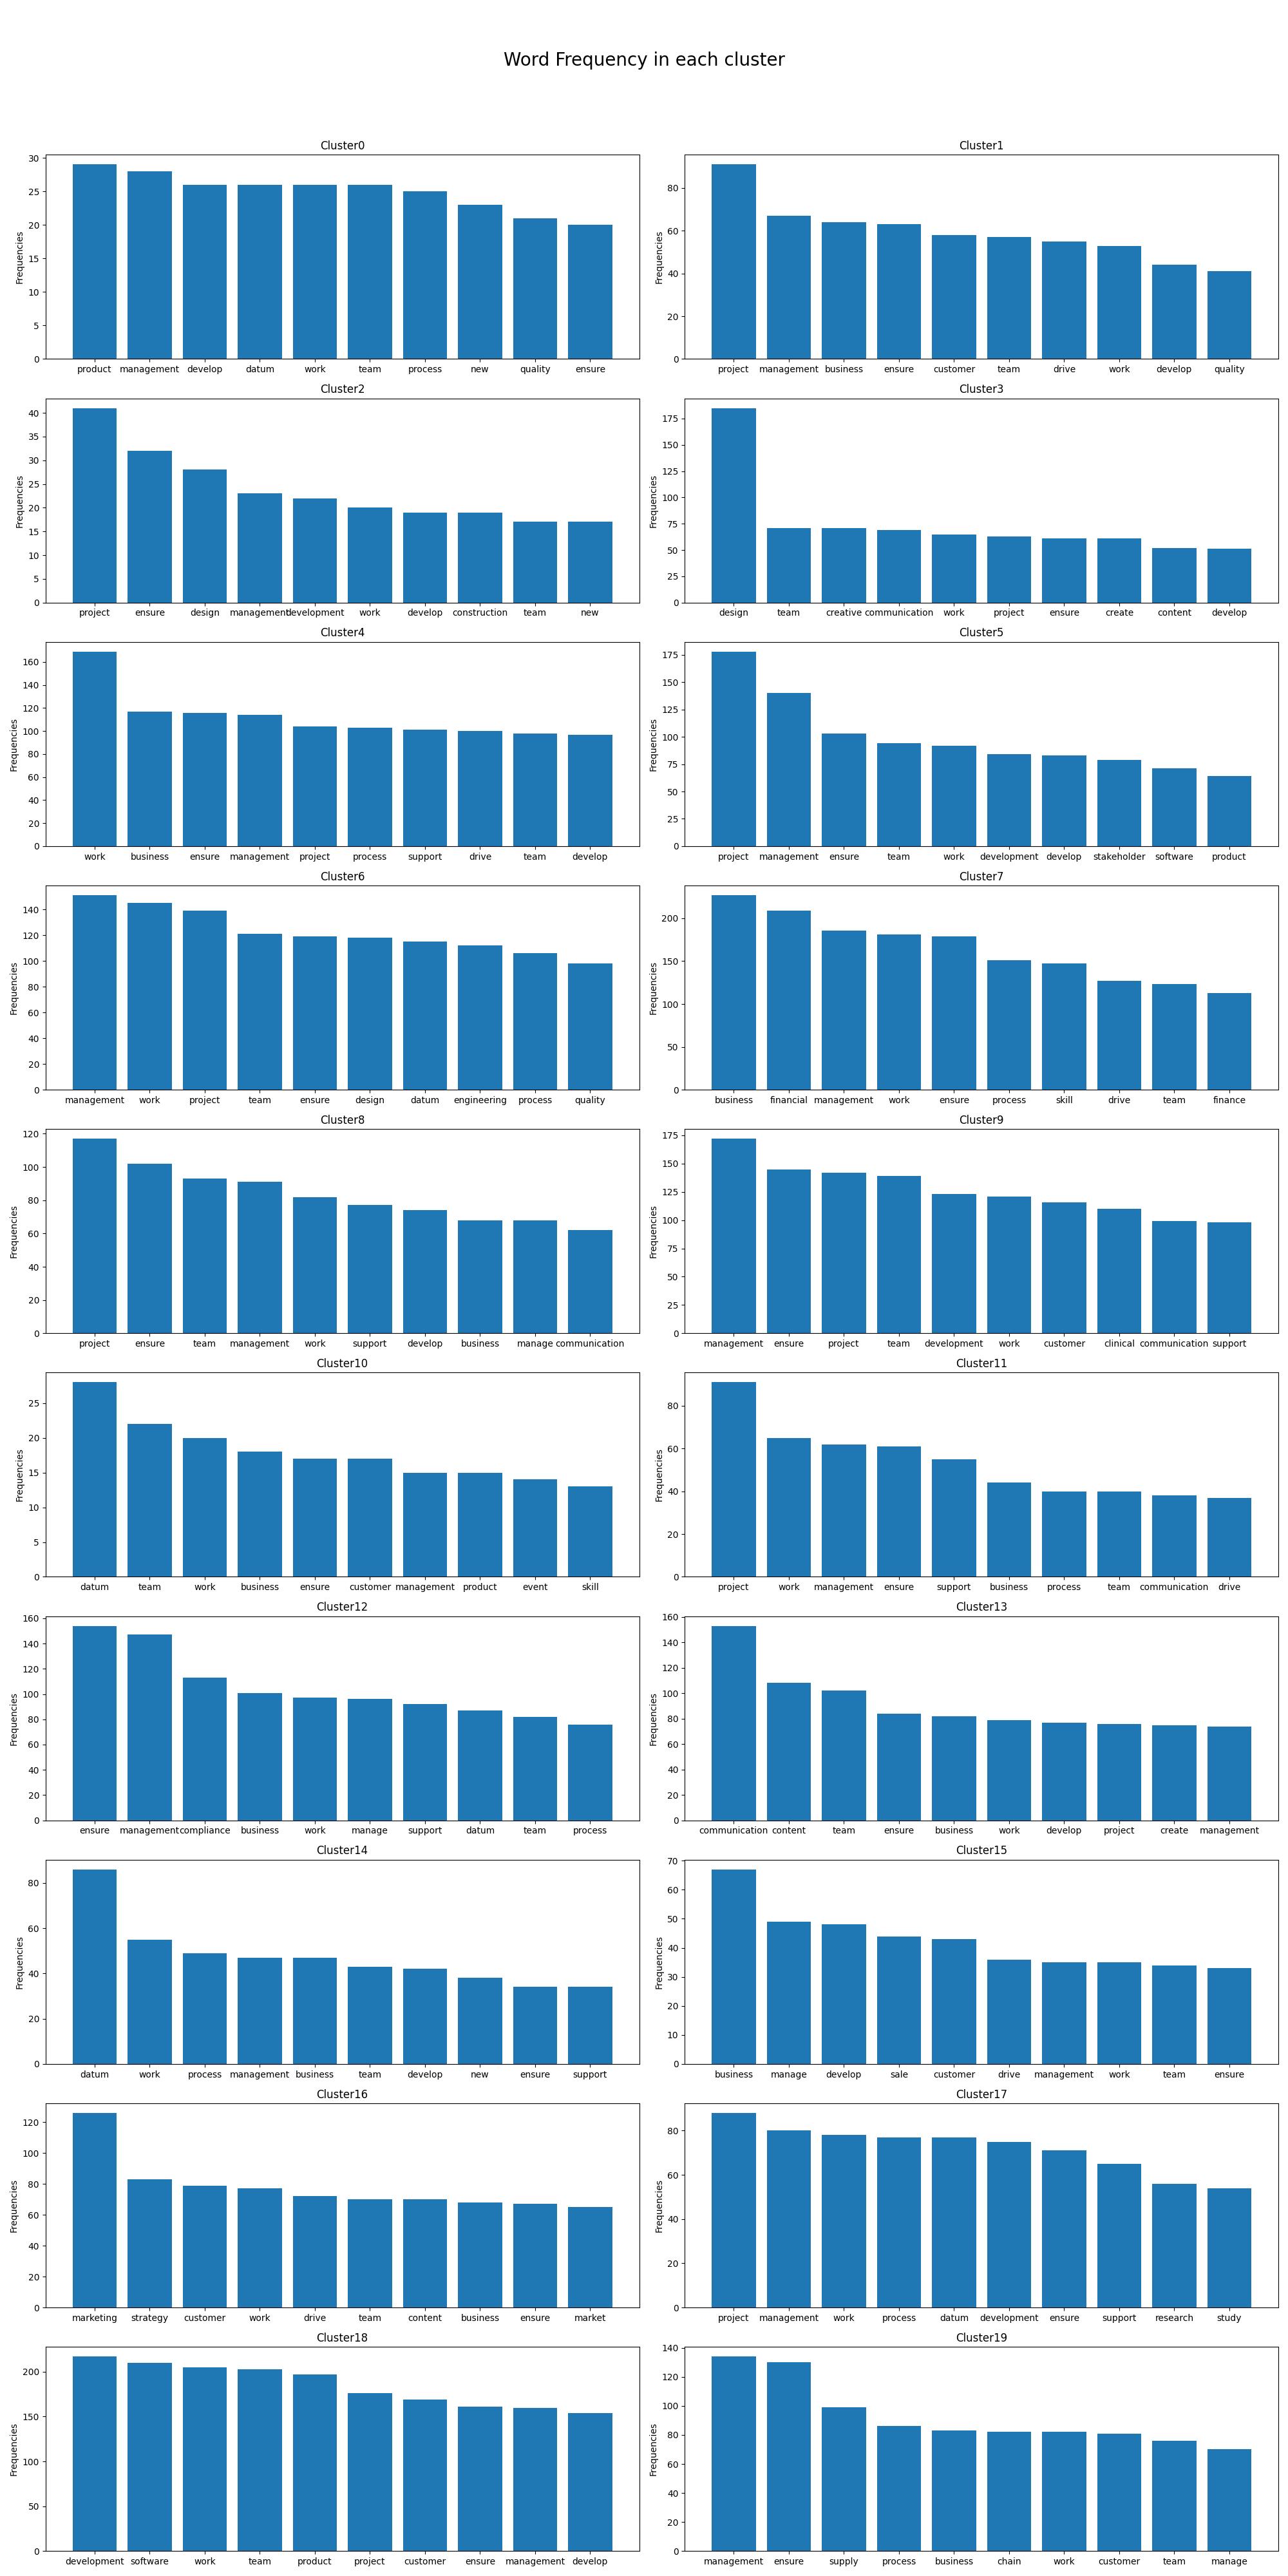 Word Frequency in each cluster
Cluster0
Frequencies
30
25
20
15
10
5
0
product management develop datum work team process new quality ensure
Cluster1
Frequencies
80
60
40
20
0
project management business ensure customer team drive work develop quality
Cluster2
Frequencies
40
35
30
25
20
15
10
5
0
project ensure design management development work develop construction team new
Cluster3
Frequencies
175
150
125
100
75
50
25
0
design team creative communication work project ensure create content develop
Cluster4
Frequencies
160
140
120
100
80
60
40
20
0
work business ensure management project process support drive team develop
Cluster5
Frequencies
175
150
125
100
75
50
25
0
project management ensure team work development develop stakeholder software product
Cluster6
Frequencies
140
120
100
80
60
40
20
0
management work project team ensure design datum engineering process quality
Cluster7
Frequencies
200
150
100
50
0
business financial management work ensure process skill drive team finance
Cluster8
Frequencies
120
100
80
60
40
20
0
project ensure team management work support develop business manage communication
Cluster9
Frequencies
175
150
125
100
75
50
25
0
management ensure project team development work customer clinical communication support
Cluster10
Frequencies
25
20
15
10
5
0
datum team work business ensure customer management product event skill
Cluster11
Frequencies
80
60
40
20
0
project work management ensure support business process team communication drive
Cluster12
Frequencies
160
140
120
100
80
60
40
20
0
ensure management compliance business work manage support datum team process
Cluster13
Frequencies
160
140
120
100
80
60
40
20
0
communication content team ensure business work develop project create management
Cluster14
Frequencies
80
60
40
20
0
datum work process management business team develop new ensure support
Cluster15
Frequencies
70
60
50
40
30
20
10
0
business manage develop sale customer drive management work team ensure
Cluster16
Frequencies
120
100
80
60
40
20
0
marketing strategy customer work drive team content business ensure market
Cluster17
Frequencies
80
60
40
20
0
project management work process datum development ensure support research study
Cluster18
Frequencies
200
150
100
50
0
development software work team product project customer ensure management develop
Cluster19
Frequencies
140
120
100
80
60
40
20
0
management ensure supply process business chain work customer team manage